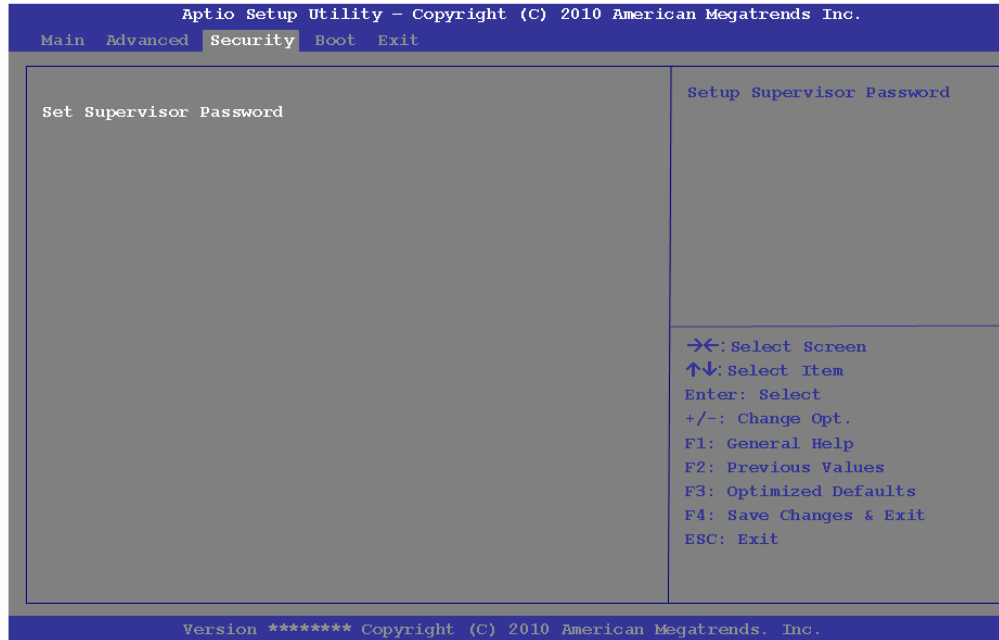 Aptio Setup Utility – Copyright (C) 2010 American Megatrends Inc.
Main Advanced Security Boot Exit
Set Supervisor Password
Setup Supervisor Password
→←:Select Screen
↑↓:Select Item
Enter: Select
+/-: Change Opt.
F1: General Help
F2: Previous Values
F3: Optimized Defaults
F4: Save Changes & Exit
ESC: Exit
Version ******** Copyright (C) 2010 American Megatrends. Inc.